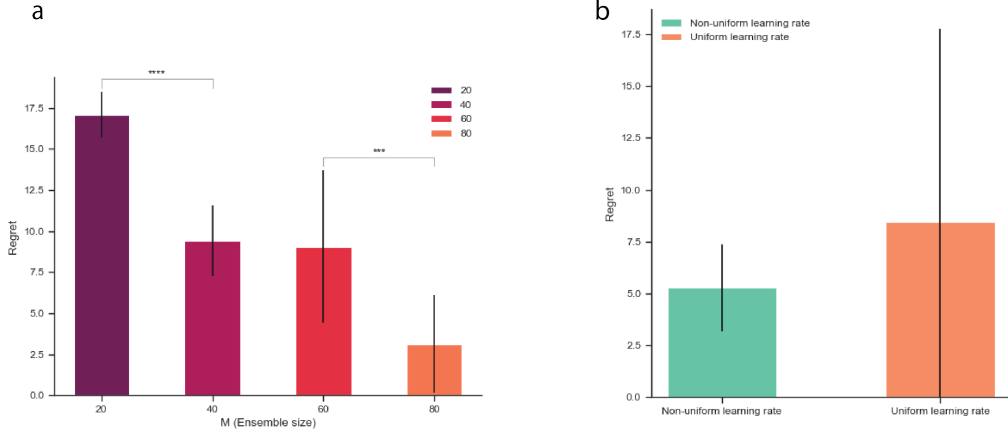 a
****
20
40
60
80
***
17.5
15.0
12.5
10.0
7.5
5.0
2.5
0.0
Regret
20 40 60 80
M (Ensemble size)
b
Non-uniform learning rate
Uniform learning rate
17.5
15.0
12.5
10.0
7.5
5.0
2.5
0.0
Regret
Non-uniform learning rate Uniform learning rate